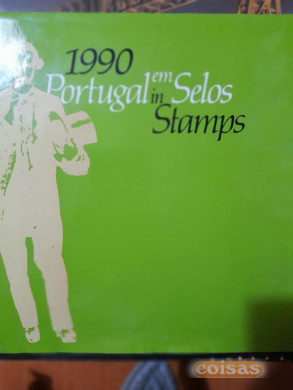 1990
Portugal em Selos
in
Stamps
coisas